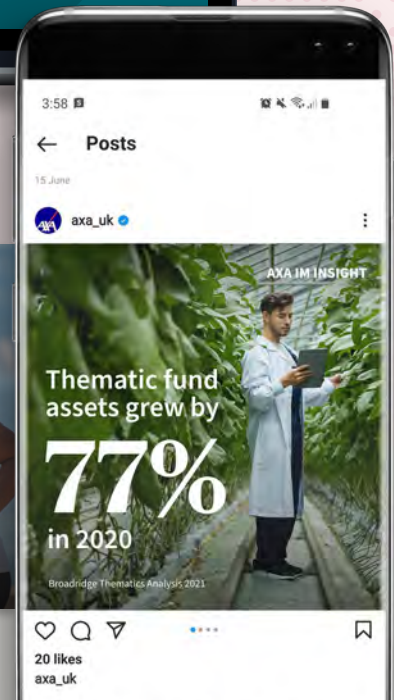 3:58
Posts
15 June
AXA
axa_uk
AXA IM INSIGHT
Thematic fund
assets grew by
77%
in 2020
Broadridge Thematics Analysis 2021
20 likes
axa_uk